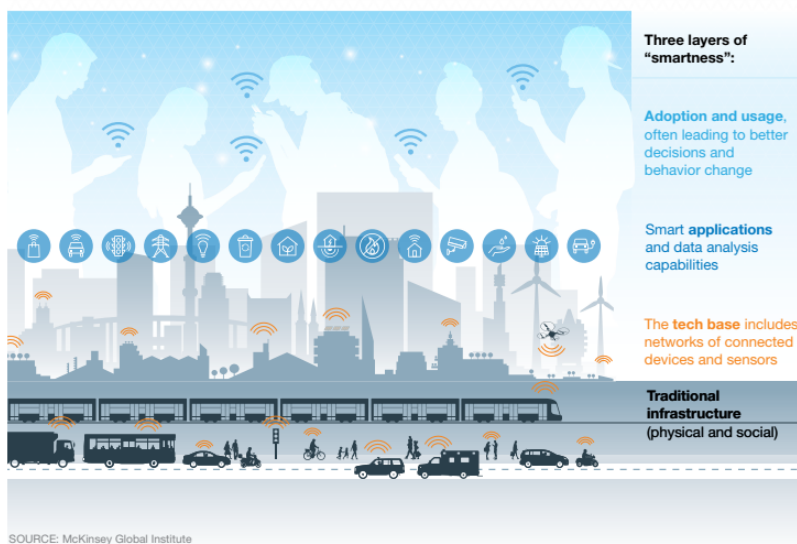 Three layers of
“smartness”:
Adoption and usage,
often leading to better
decisions and
behavior change
Smart applications
and data analysis
capabilities
The tech base includes
networks of connected
devices and sensors
Traditional
infrastructure
(physical and social)
SOURCE: McKinsey Global Institute